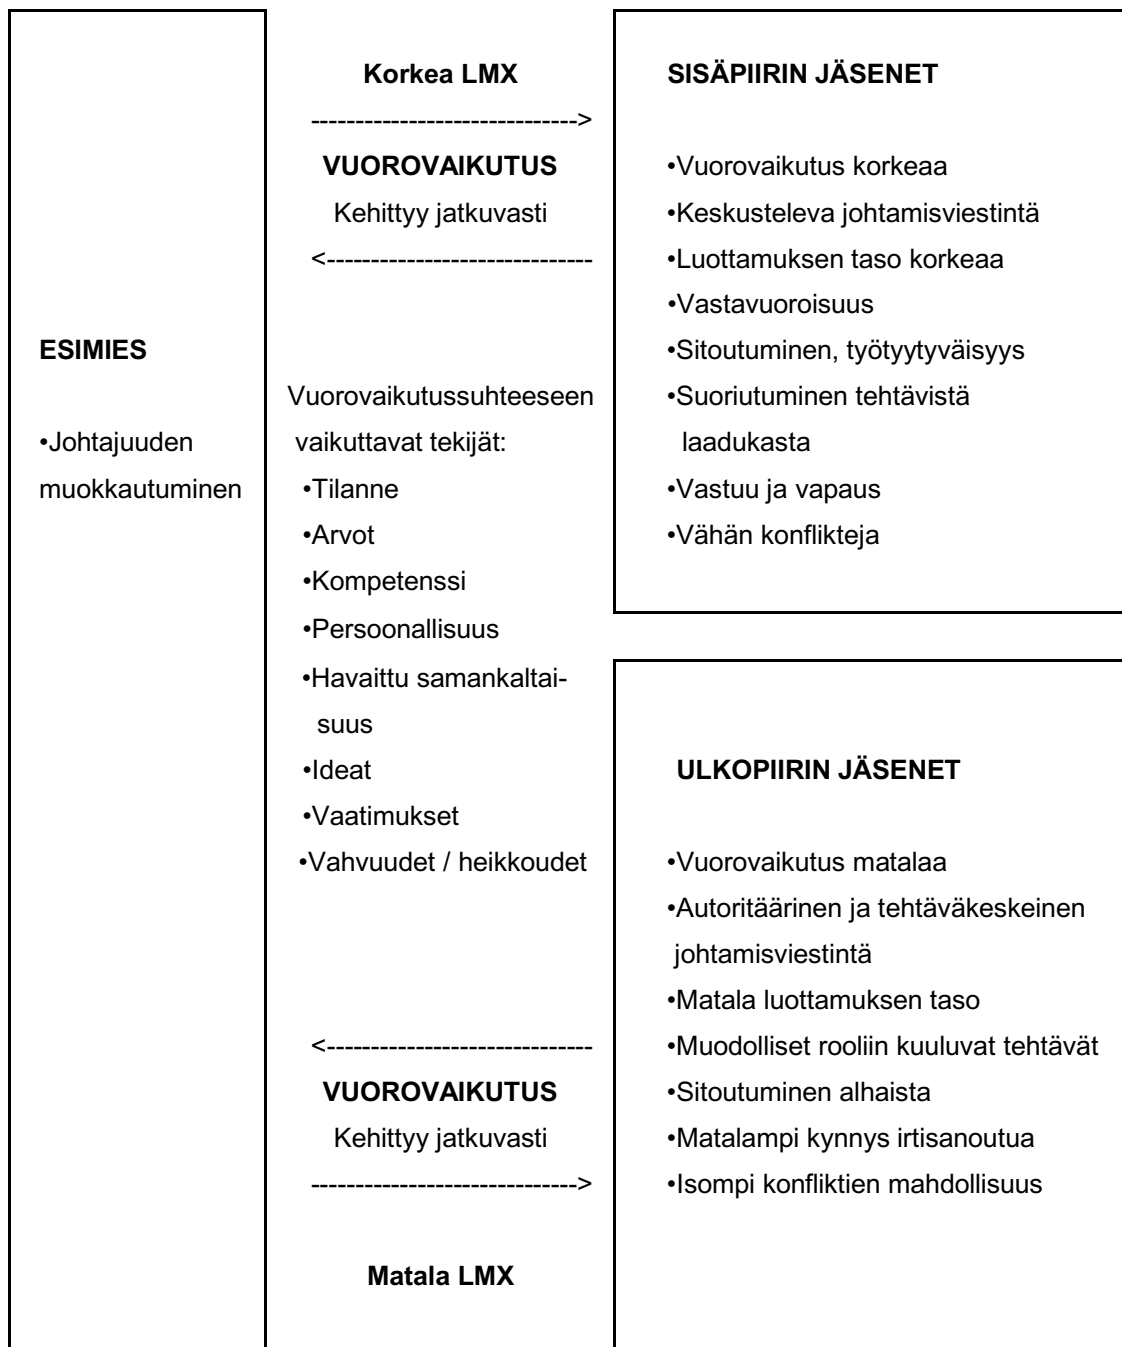 ESIMIES
•Johtajuuden
muokkautuminen
Korkea LMX
------------------------------>
VUOROVAIKUTUS
Kehittyy jatkuvasti
<------------------------------
Vuorovaikutussuhteeseen
vaikuttavat tekijät:
•Tilanne
•Arvot
•Kompetenssi
•Persoonallisuus
•Havaittu samankaltai-
suus
•Ideat
•Vaatimukset
•Vahvuudet / heikkoudet
<------------------------------
VUOROVAIKUTUS
Kehittyy jatkuvasti
------------------------------>
Matala LMX
SISÄPIIRIN JÄSENET
•Vuorovaikutus korkeaa
•Keskusteleva johtamisviestintä
•Luottamuksen taso korkeaa
•Vastavuoroisuus
•Sitoutuminen, työtyytyväisyys
•Suoriutuminen tehtävistä
laadukasta
•Vastuu ja vapaus
•Vähän konflikteja
ULKOPIIRIN JÄSENET
•Vuorovaikutus matalaa
•Autoritäärinen ja tehtäväkeskeinen
johtamisviestintä
•Matala luottamuksen taso
•Muodolliset rooliin kuuluvat tehtävät
•Sitoutuminen alhaista
•Matalampi kynnys irtisanoutua
•Isompi konfliktien mahdollisuus